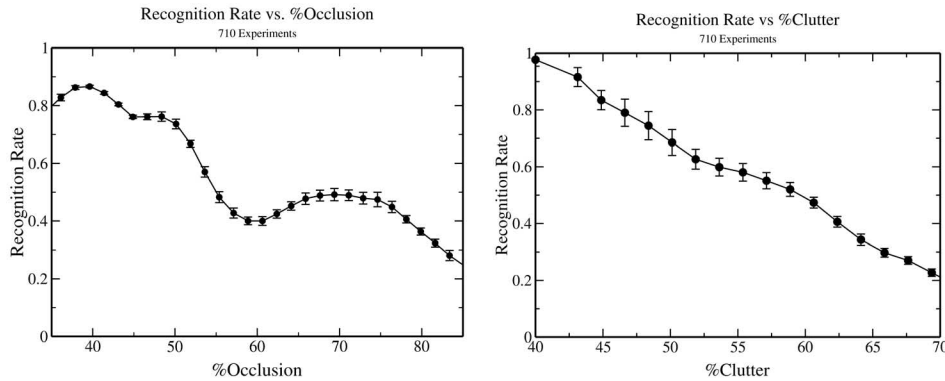 Recognition Rate vs. %Occlusion
710 Experiments
1
0.8
0.6
0.4
0.2
0
Recognition Rate
40 50 60 70 80
%Occlusion
Recognition Rate vs %Clutter
710 Experiments
1
0.8
0.6
0.4
0.2
0
Recognition Rate
40 45 50 55 60 65 70
%Clutter